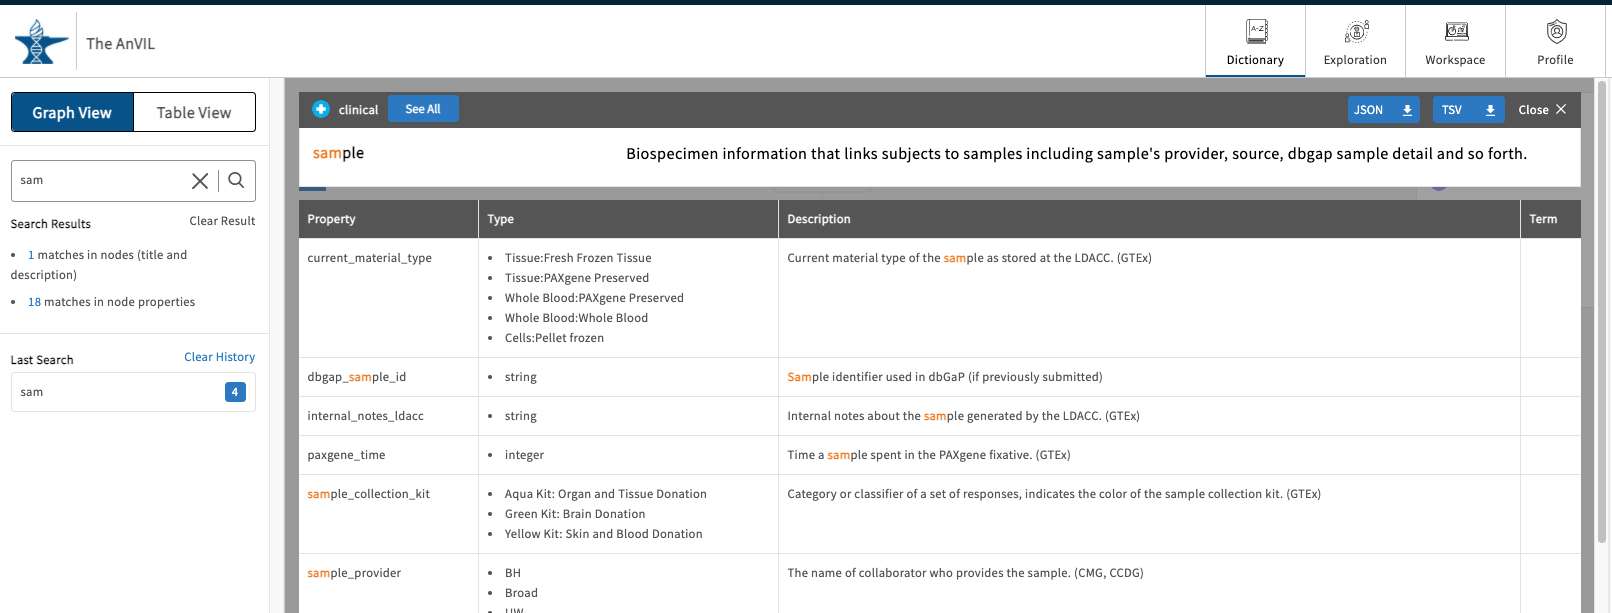 The AnVIL
Dictionary
Exploration
Workspace
Profile
Graph View
Table View
sam
Search Results
Clear Result
1 matches in nodes (title and
description)
18 matches in node properties
Last Search
Clear History
sam
4
clinical
See All
JSON
TSV
Close
sample
Biospecimen information that links subjects to samples including sample's provider, source, dbgap sample detail and so forth.
Property
Type
Description
Term
current_material_type
Tissue:Fresh Frozen Tissue
Tissue:PAXgene Preserved
Whole Blood:PAXgene Preserved
Whole Blood:Whole Blood
Cells:Pellet frozen
Current material type of the sample as stored at the LDACC. (GTEx)
dbgap_sample_id
string
Sample identifier used in dbGaP (if previously submitted)
internal_notes_ldacc
string
Internal notes about the sample generated by the LDACC. (GTEx)
paxgene_time
integer
Time a sample spent in the PAXgene fixative. (GTEx)
sample_collection_kit
Aqua Kit: Organ and Tissue Donation
Green Kit: Brain Donation
Yellow Kit: Skin and Blood Donation
Category or classifier of a set of responses, indicates the color of the sample collection kit. (GTEx)
sample_provider
BH
Broad
The name of collaborator who provides the sample. (CMG, CCDG)